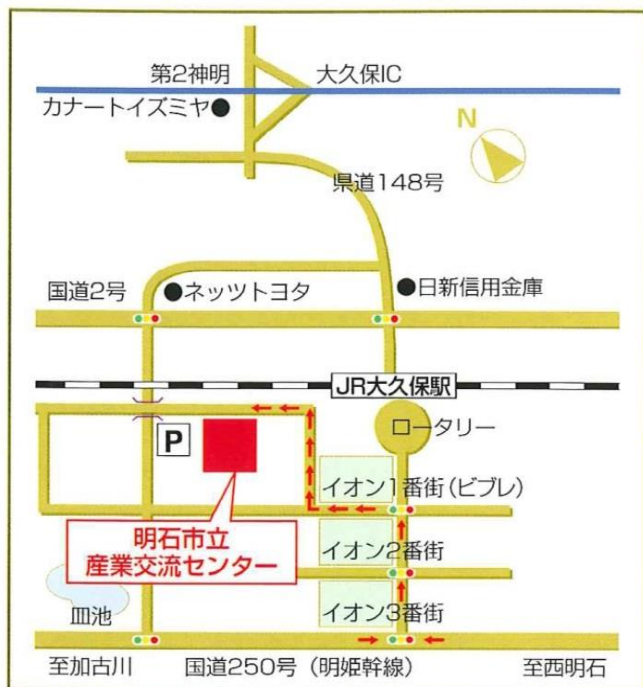 第2神明
大久保IC
カナートイズミヤ
N
県道148号
国道2号
ネッツトヨタ
日新信用金庫
JR大久保駅
P
ロータリー
イオン1番街(ビブレ)
明石市立
産業交流センター
イオン2番街
皿池
イオン3番街
至加古川
国道250号(明姫幹線)
至西明石